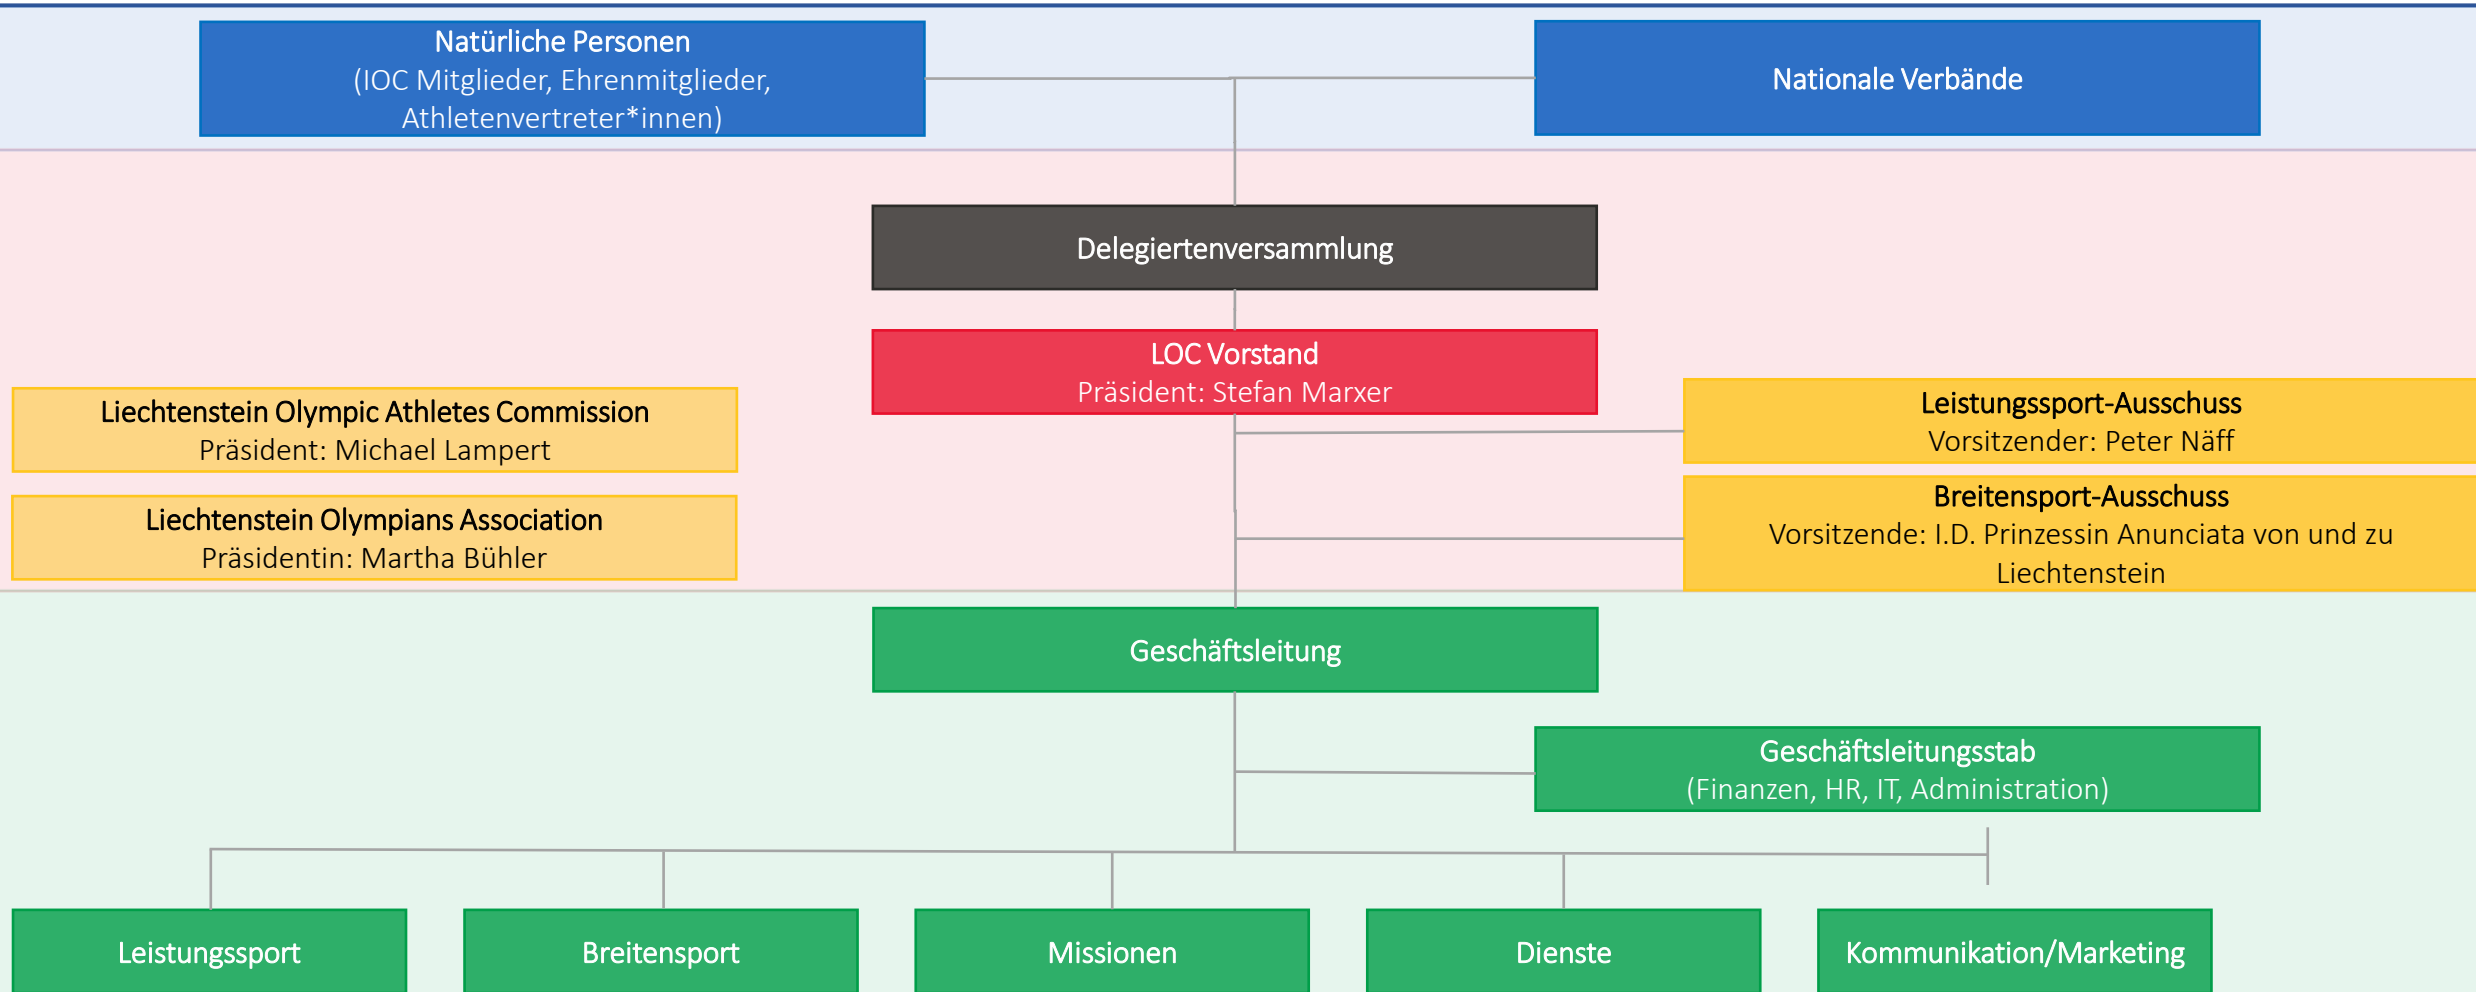 Natürliche Personen
(IOC Mitglieder, Ehrenmitglieder,
Athletenvertreter*innen)
Nationale Verbände
Delegiertenversammlung
LOC Vorstand
Präsident: Stefan Marxer
Liechtenstein Olympic Athletes Commission
Präsident: Michael Lampert
Leistungssport-Ausschuss
Vorsitzender: Peter Näff
Liechtenstein Olympians Association
Präsidentin: Martha Bühler
Breitensport-Ausschuss
Vorsitzende: I.D. Prinzessin Anunciata von und zu
Liechtenstein
Geschäftsleitung
Geschäftsleitungsstab
(Finanzen, HR, IT, Administration)
Leistungssport
Breitensport
Missionen
Dienste
Kommunikation/Marketing